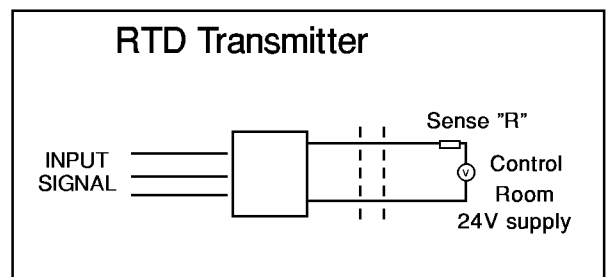 RTD Transmitter
Sense "R"
INPUT
SIGNAL
V
Control
Room
24V supply